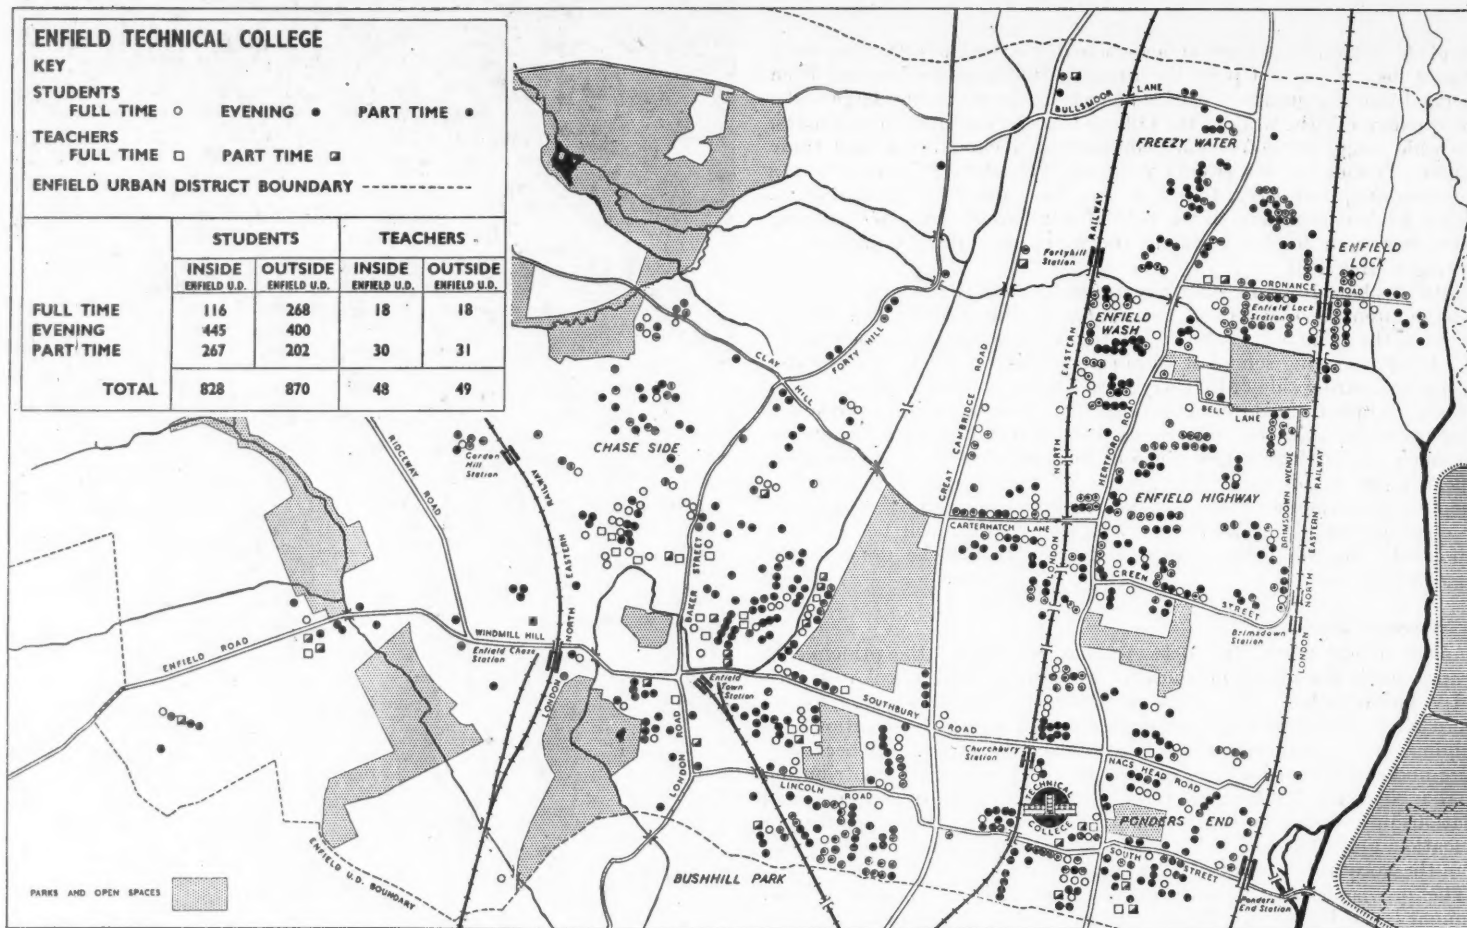 ENFIELD TECHNICAL COLLEGE
KEY
STUDENTS
FULL TIME EVENING PART TIME
TEACHERS
FULL TIME PART TIME
ENFIELD URBAN DISTRICT BOUNDARY
STUDENTS TEACHERS
INSIDE ENFIELD U.D. OUTSIDE ENFIELD U.D. INSIDE ENFIELD U.D. OUTSIDE ENFIELD U.D.
FULL TIME 116 268 18 18
EVENING 445 400
PART TIME 267 202 30 31
TOTAL 828 870 48 49
BULLSMOOR LANE
FREEZY WATER
RAILWAY
Fortyhill Station
ENFIELD LOCK
ORDNANCE ROAD
Enfield Lock Station
ENFIELD WASH
EASTERN
CLAY HILL
FORTY HILL
GREAT CAMBRIDGE ROAD
HERTFORD ROAD
BELL LANE
RIDGEWAY ROAD
Gordon Hill Station
RAILWAY
CHASE SIDE
NORTH
ENFIELD HIGHWAY
BRIMSDOWN AVENUE
RAILWAY
EASTERN
CARTERHATCH LANE
LONDON
EASTERN
BAKER STREET
GREEN STREET
NORTH
Brimsdown Station
LONDON
ENFIELD ROAD
WINDMILL HILL
Enfield Chase Station
NORTH
LONDON
Enfield Town Station
SOUTHBURY ROAD
Churchbury Station
LONDON ROAD
LINCOLN ROAD
NAGS HEAD ROAD
TECHNICAL COLLEGE
PONDERS END
SOUTH STREET
Ponders End Station
BUSHHILL PARK
ENFIELD U.D. BOUNDARY
PARKS AND OPEN SPACES